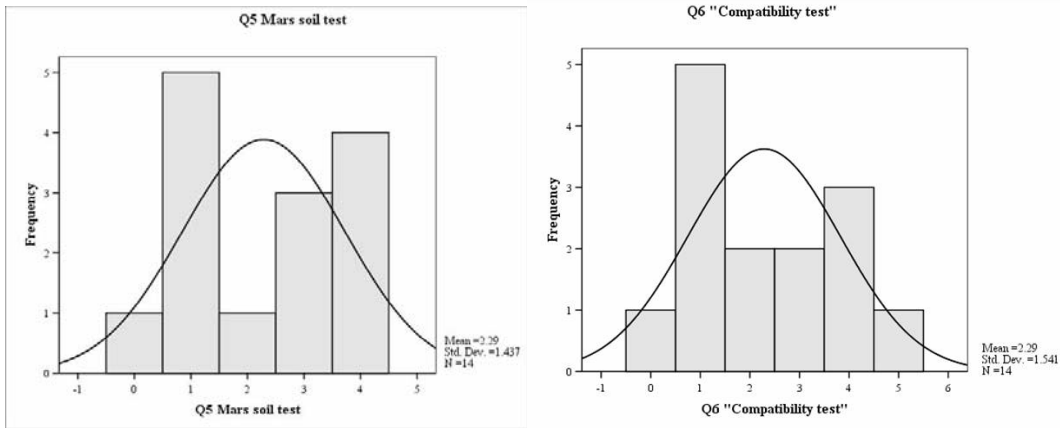 Q5 Mars soil test
5
4
3
2
1
0
Frequency
-1 0 1 2 3 4 5
Q5 Mars soil test
Mean =2.29
Std. Dev. =1.437
N =14
Q6 "Compatibility test"
5
4
3
2
1
0
Frequency
-1 0 1 2 3 4 5 6
Q6 "Compatibility test"
Mean =2.29
Std. Dev. =1.541
N =14